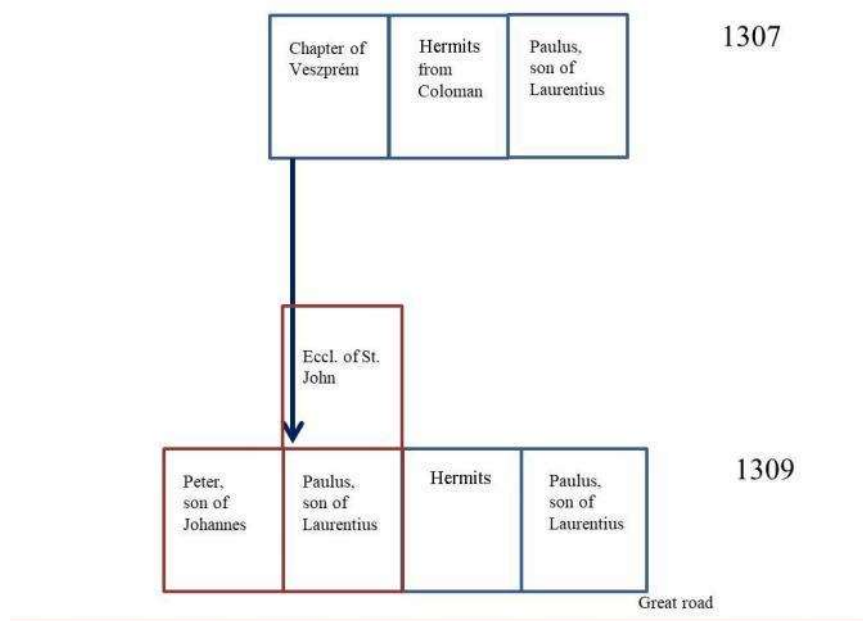 Chapter of
Veszprém
Hermits
from
Coloman
Paulus,
son of
Laurentius
1307
Eccl. of St.
John
Peter,
son of
Johannes
Paulus,
son of
Laurentius
Hermits
Paulus,
son of
Laurentius
1309
Great road